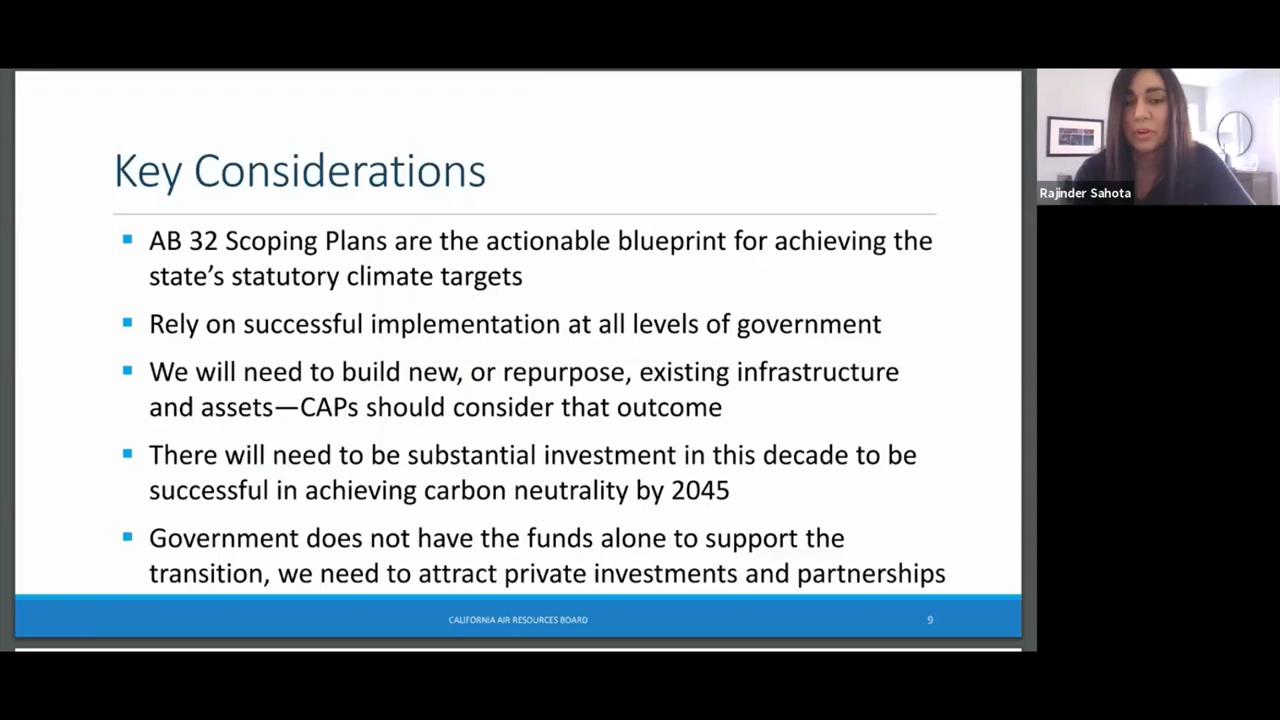 Key Considerations
AB 32 Scoping Plans are the actionable blueprint for achieving the
state’s statutory climate targets
Rely on successful implementation at all levels of government
We will need to build new, or repurpose, existing infrastructure
and assets—CAPs should consider that outcome
There will need to be substantial investment in this decade to be
successful in achieving carbon neutrality by 2045
Government does not have the funds alone to support the
transition, we need to attract private investments and partnerships
CALIFORNIA AIR RESOURCES BOARD
9
Rajinder Sahota